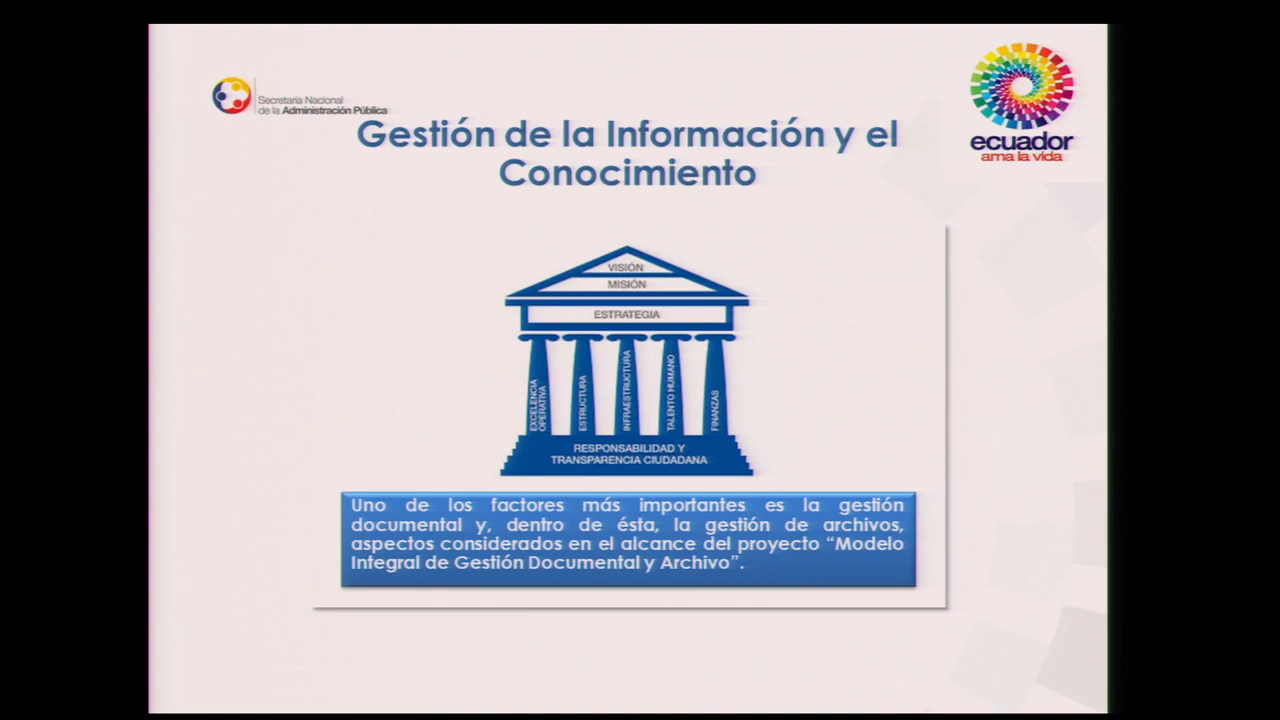 Secretaría Nacional
de la Administración Pública
ecuador
ama la vida
Gestión de la Información y el
Conocimiento
VISIÓN
MISIÓN
ESTRATEGIA
EXCELENCIA
OPERATIVA
ESTRUCTURA
INFRAESTRUCTURA
TALENTO HUMANO
FINANZAS
RESPONSABILIDAD Y
TRANSPARENCIA CIUDADANA
Uno de los factores más importantes es la gestión
documental y, dentro de ésta, la gestión de archivos,
aspectos considerados en el alcance del proyecto “Modelo
Integral de Gestión Documental y Archivo”.